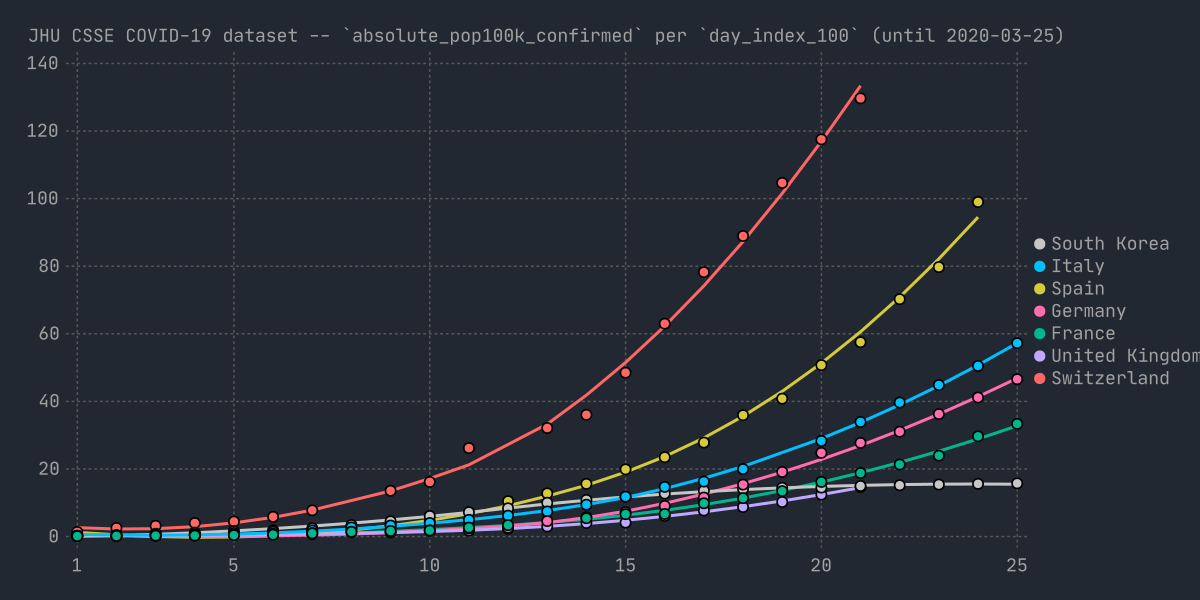 JHU CSSE COVID-19 dataset -- `absolute_pop100k_confirmed` per `day_index_100` (until 2020-03-25)
140
120
100
80
60
40
20
0
1 5 10 15 20 25
South Korea
Italy
Spain
Germany
France
United Kingdom
Switzerland